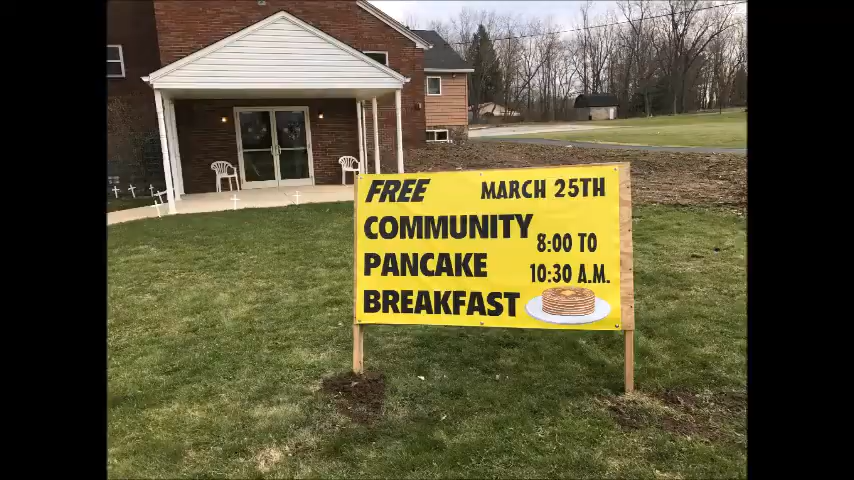 FREE MARCH 25TH
COMMUNITY
8:00 TO
PANCAKE
10:30 A.M.
BREAKFAST